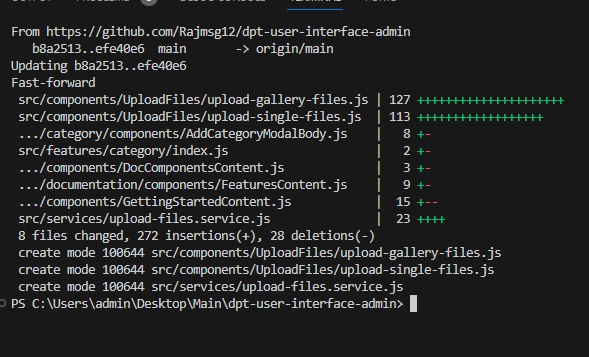 TERMINAL
From https://github.com/Rajmsg12/dpt-user-interface-admin
b8a2513..efe40e6  main       -> origin/main
Updating b8a2513..efe40e6
Fast-forward
src/components/UploadFiles/upload-gallery-files.js | 127 +++++++++++++++++++++
src/components/UploadFiles/upload-single-files.js  | 113 ++++++++++++++++++
.../category/components/AddCategoryModalBody.js    |   8 +-
src/features/category/index.js                     |   2 +-
.../components/DocComponentsContent.js             |   3 +-
.../documentation/components/FeaturesContent.js    |   9 +-
.../components/GettingStartedContent.js            |  15 +--
src/services/upload-files.service.js               |  23 ++++
8 files changed, 272 insertions(+), 28 deletions(-)
create mode 100644 src/components/UploadFiles/upload-gallery-files.js
create mode 100644 src/components/UploadFiles/upload-single-files.js
create mode 100644 src/services/upload-files.service.js
PS C:\Users\admin\Desktop\Main\dpt-user-interface-admin>